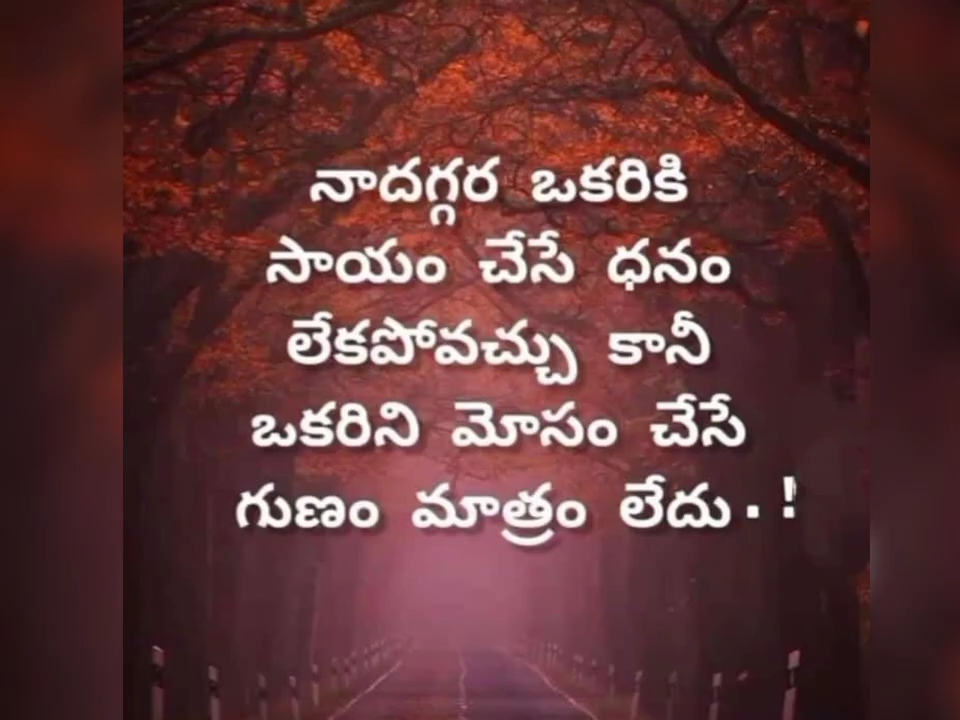 నాదగ్గర ఒకరికి
సాయం చేసే ధనం
లేకపోవచ్చు కానీ
ఒకరిని మోసం చేసే
గుణం మాత్రం లేదు. !